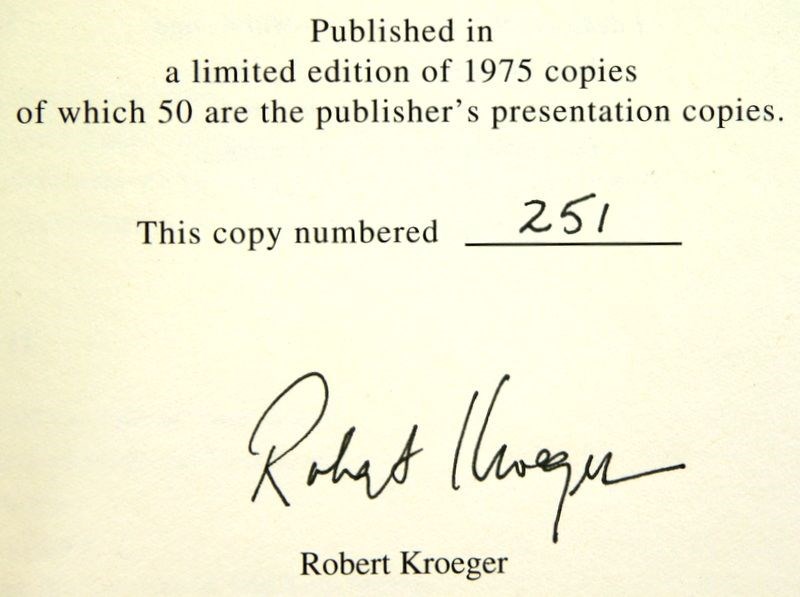 Published in
a limited edition of 1975 copies
of which 50 are the publisher's presentation copies.
This copy numbered 251
Robert Kroeger
Robert Kroeger